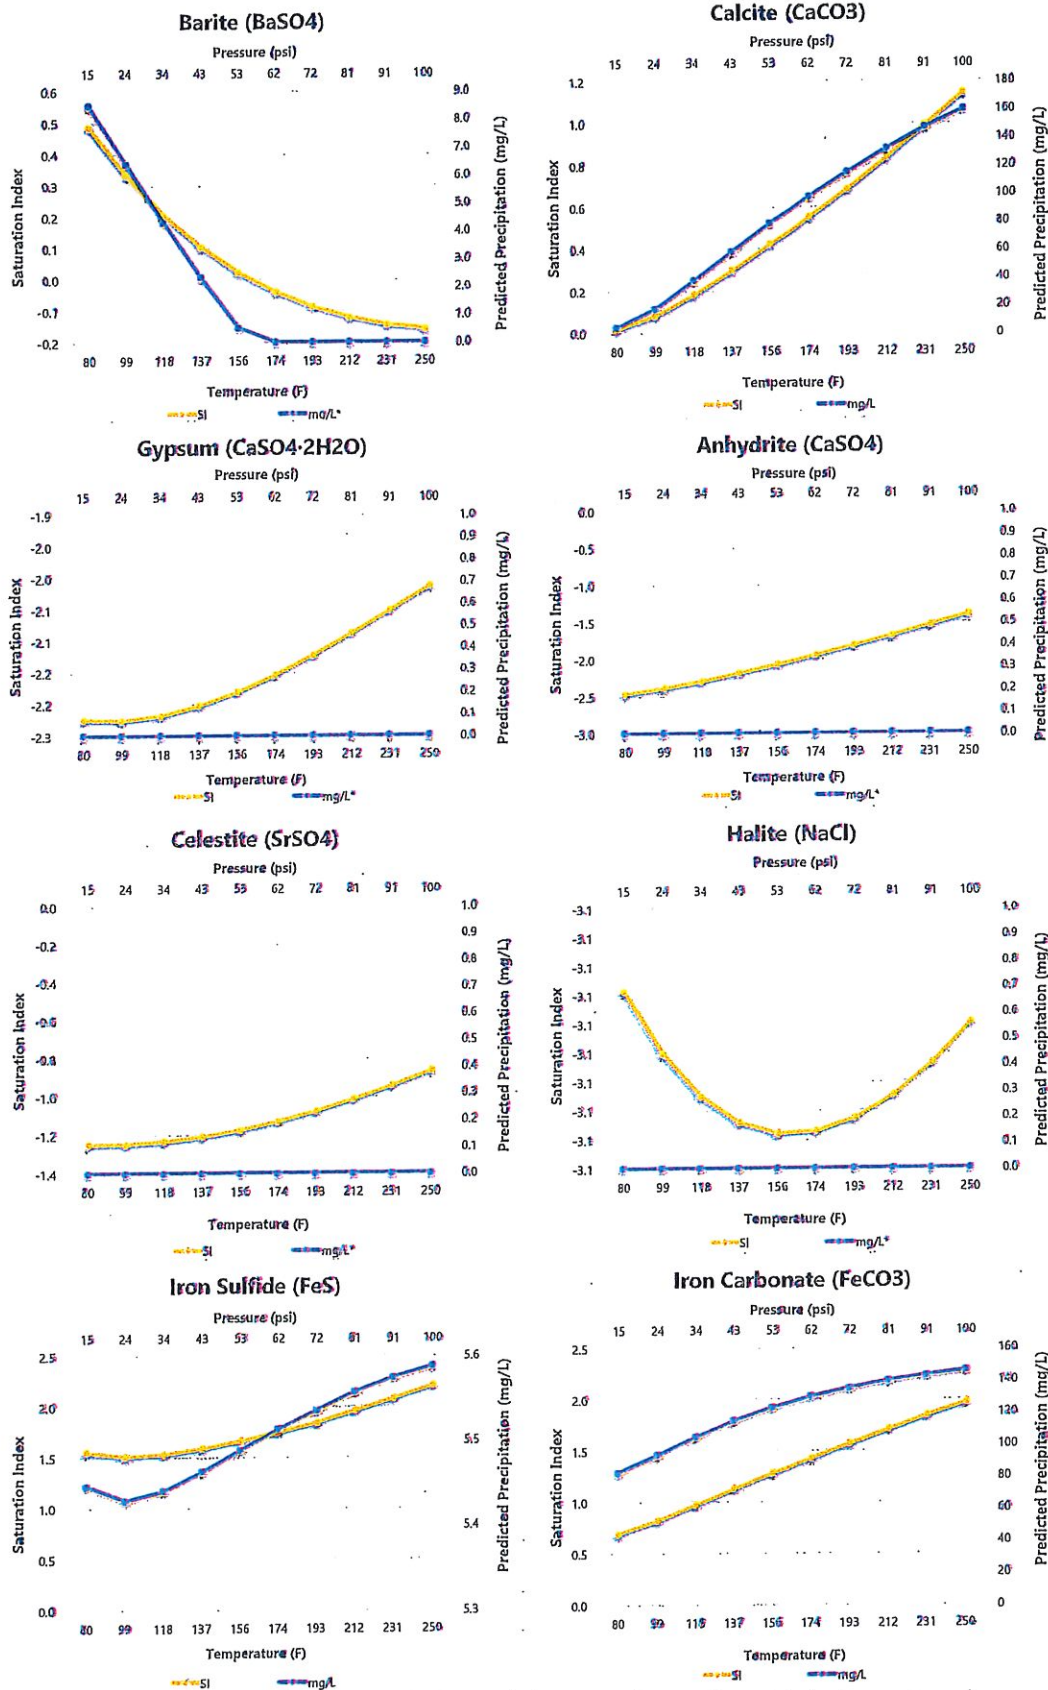 Barite (BaSO4)
Pressure (psi)
15 24 34 43 53 62 72 81 91 100
Saturation Index
0.6
0.5
0.4
0.3
0.2
0.1
0.0
-0.1
-0.2
9.0
8.0
7.0
6.0
5.0
4.0
3.0
2.0
1.0
0.0
Predicted Precipitation (mg/L)
80 99 118 137 156 174 193 212 231 250
Temperature (F)
SI mg/L*
Calcite (CaCO3)
Pressure (psi)
15 24 34 43 53 62 72 81 91 100
Saturation Index
1.2
1.0
0.8
0.6
0.4
0.2
0.0
180
160
140
120
100
80
60
40
20
0
Predicted Precipitation (mg/L)
80 99 118 137 156 174 193 212 231 250
Temperature (F)
SI mg/L
Gypsum (CaSO4·2H2O)
Pressure (psi)
15 24 34 43 53 62 72 81 91 100
Saturation Index
-1.9
-2.0
-2.0
-2.1
-2.1
-2.2
-2.2
-2.3
1.0
0.9
0.8
0.7
0.6
0.5
0.4
0.3
0.2
0.1
0.0
Predicted Precipitation (mg/L)
80 99 118 137 156 174 193 212 231 250
Temperature (F)
SI mg/L*
Anhydrite (CaSO4)
Pressure (psi)
15 24 34 43 53 62 72 81 91 100
Saturation Index
0.0
-0.5
-1.0
-1.5
-2.0
-2.5
-3.0
1.0
0.9
0.8
0.7
0.6
0.5
0.4
0.3
0.2
0.1
0.0
Predicted Precipitation (mg/L)
80 99 118 137 156 174 193 212 231 250
Temperature (F)
SI mg/L*
Celestite (SrSO4)
Pressure (psi)
15 24 34 43 53 62 72 81 91 100
Saturation Index
0.0
-0.2
-0.4
-0.6
-0.8
-1.0
-1.2
-1.4
1.0
0.9
0.8
0.7
0.6
0.5
0.4
0.3
0.2
0.1
0.0
Predicted Precipitation (mg/L)
80 99 118 137 156 174 193 212 231 250
Temperature (F)
SI mg/L*
Halite (NaCl)
Pressure (psi)
15 24 34 43 53 62 72 81 91 100
Saturation Index
-3.1
-3.1
-3.1
-3.1
-3.1
-3.1
-3.1
-3.1
-3.1
-3.1
1.0
0.9
0.8
0.7
0.6
0.5
0.4
0.3
0.2
0.1
0.0
Predicted Precipitation (mg/L)
80 99 118 137 156 174 193 212 231 250
Temperature (F)
SI mg/L*
Iron Sulfide (FeS)
Pressure (psi)
15 24 34 43 53 62 72 81 91 100
Saturation Index
2.5
2.0
1.5
1.0
0.5
0.0
5.6
5.5
5.4
5.3
Predicted Precipitation (mg/L)
80 99 118 137 156 174 193 212 231 250
Temperature (F)
SI mg/L
Iron Carbonate (FeCO3)
Pressure (psi)
15 24 34 43 53 62 72 81 91 100
Saturation Index
2.5
2.0
1.5
1.0
0.5
0.0
160
140
120
100
80
60
40
20
0
Predicted Precipitation (mg/L)
80 99 118 137 156 174 193 212 231 250
Temperature (F)
SI mg/L